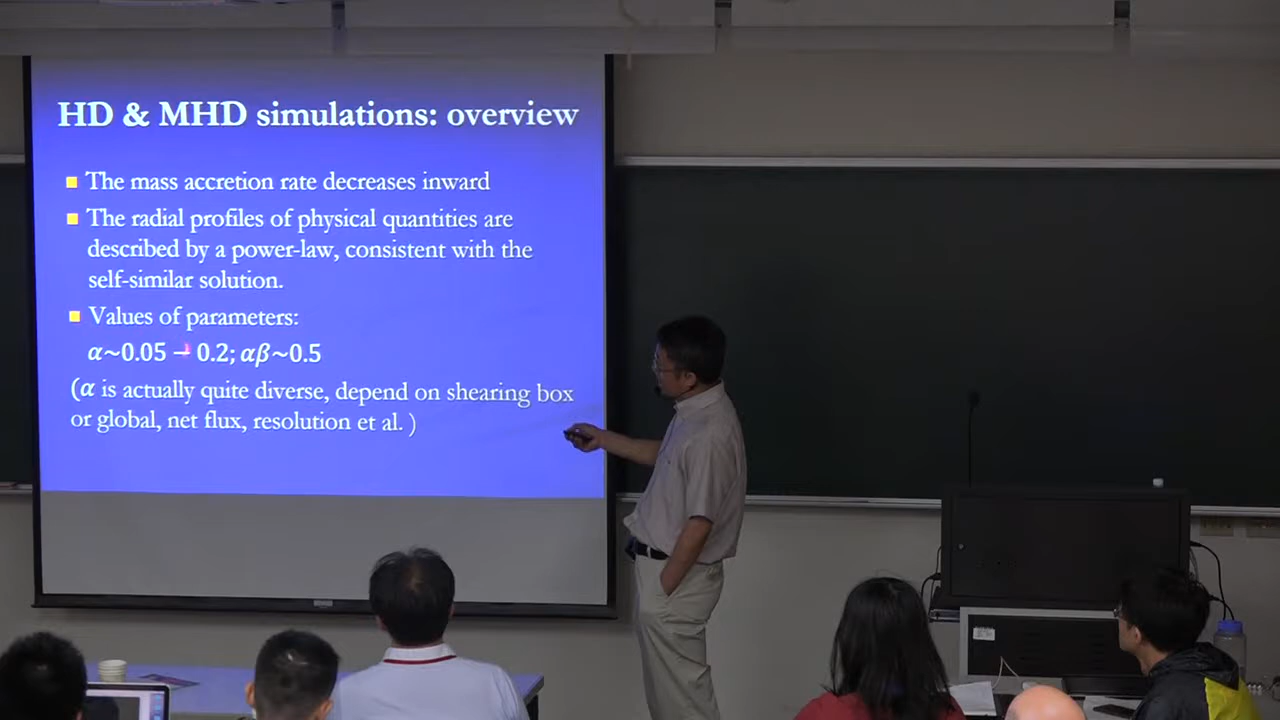 HD & MHD simulations: overview
The mass accretion rate decreases inward
The radial profiles of physical quantities are
described by a power-law, consistent with the
self-similar solution.
Values of parameters:
α~0.05 − 0.2; αβ~0.5
(α is actually quite diverse, depend on shearing box
or global, net flux, resolution et al. )